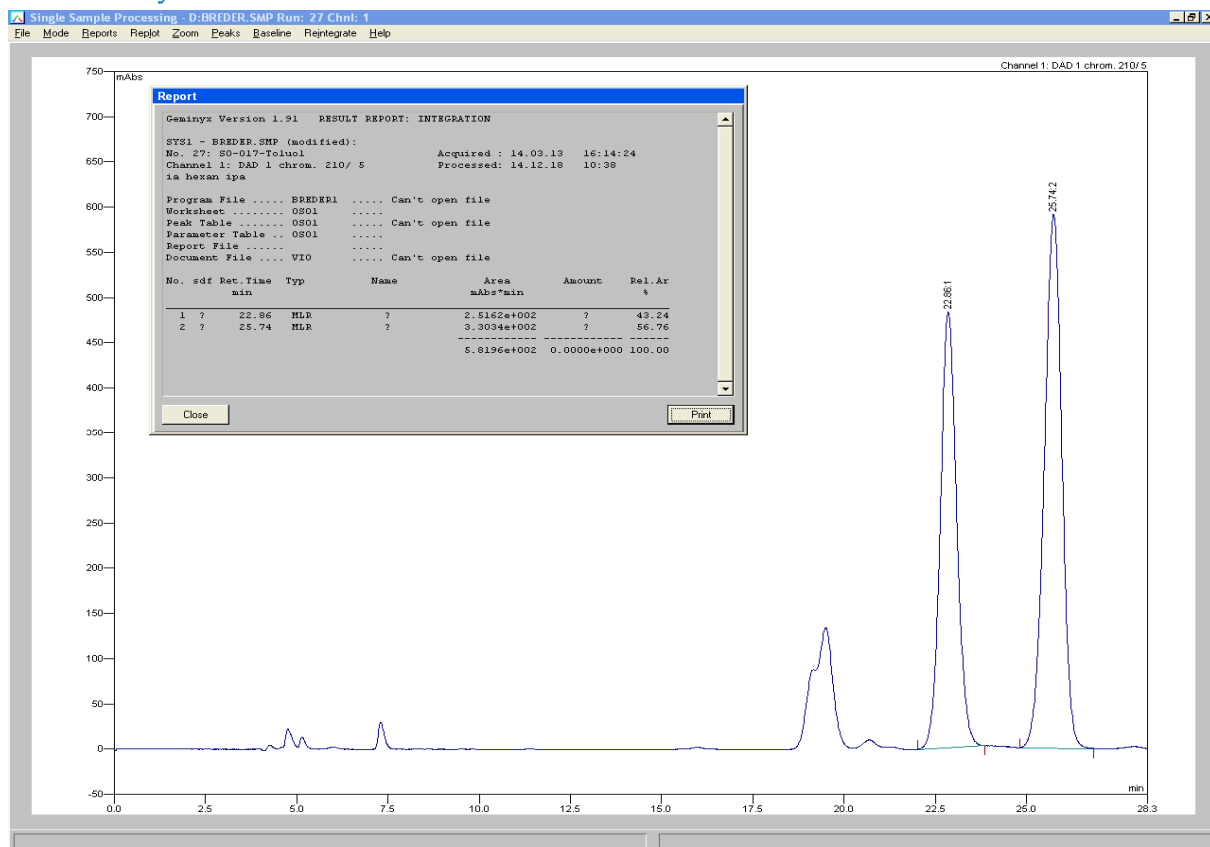 Single Sample Processing - D:BREDER.SMP Run: 27 Chnl: 1
File Mode Reports Replot Zoom Peaks Baseline Reintegrate Help
Channel 1: DAD 1 chrom. 210/ 5
mAbs
Report
Geminyx Version 1.91 RESULT REPORT: INTEGRATION
SYS1 - BREDER.SMP (modified):
No. 27: SO-017-Toluol Acquired : 14.03.13 16:14:24
Channel 1: DAD 1 chrom. 210/ 5 Processed: 14.12.18 10:38
ia hexan ipa
Program File ..... BREDER1 ..... Can't open file
Worksheet ........ OS01 .....
Peak Table ....... OS01 ..... Can't open file
Parameter Table .. OS01 .....
Report File ...... .....
Document File .... VIO ..... Can't open file
No. sdf Ret.Time Typ Name Area Amount Rel.Ar
min mAbs*min %
1 ? 22.86 MLR ? 2.5162e+002 ? 43.24
2 ? 25.74 MLR ? 3.3034e+002 ? 56.76
5.8196e+002 0.0000e+000 100.00
Close Print
750
700
650
600
550
500
450
400
350
300
250
200
150
100
50
0
-50
22.86:1
25.74:2
min
0.0 2.5 5.0 7.5 10.0 12.5 15.0 17.5 20.0 22.5 25.0 28.3